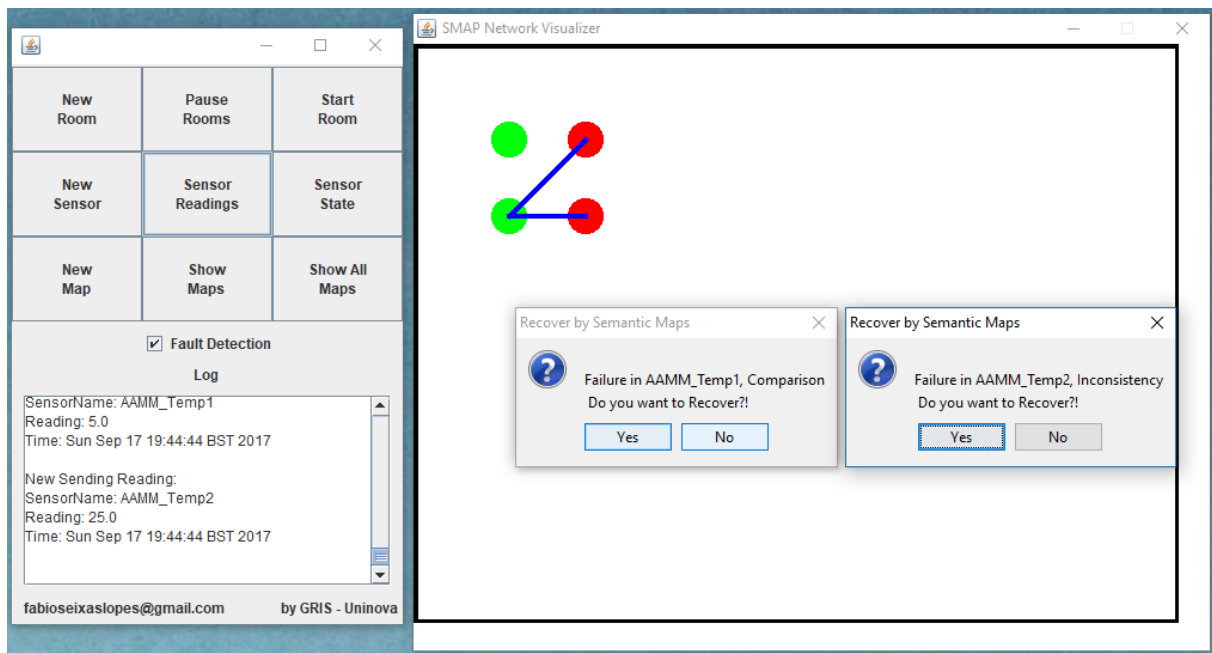 New
Room
Pause
Rooms
Start
Room
New
Sensor
Sensor
Readings
Sensor
State
New
Map
Show
Maps
Show All
Maps
Fault Detection
Log
SensorName: AAMM_Temp1
Reading: 5.0
Time: Sun Sep 17 19:44:44 BST 2017
New Sending Reading:
SensorName: AAMM_Temp2
Reading: 25.0
Time: Sun Sep 17 19:44:44 BST 2017
fabioseixaslopes@gmail.com
by GRIS - Uninova
SMAP Network Visualizer
Recover by Semantic Maps
Failure in AAMM_Temp1, Comparison
Do you want to Recover?!
Yes
No
Recover by Semantic Maps
Failure in AAMM_Temp2, Inconsistency
Do you want to Recover?!
Yes
No